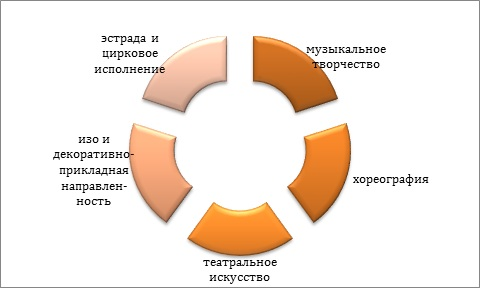 эстрада и
цирковое
исполнение
музыкальное
творчество
изо и
декоративно-
прикладная
направлен-
ность
хореография
театральное
искусство